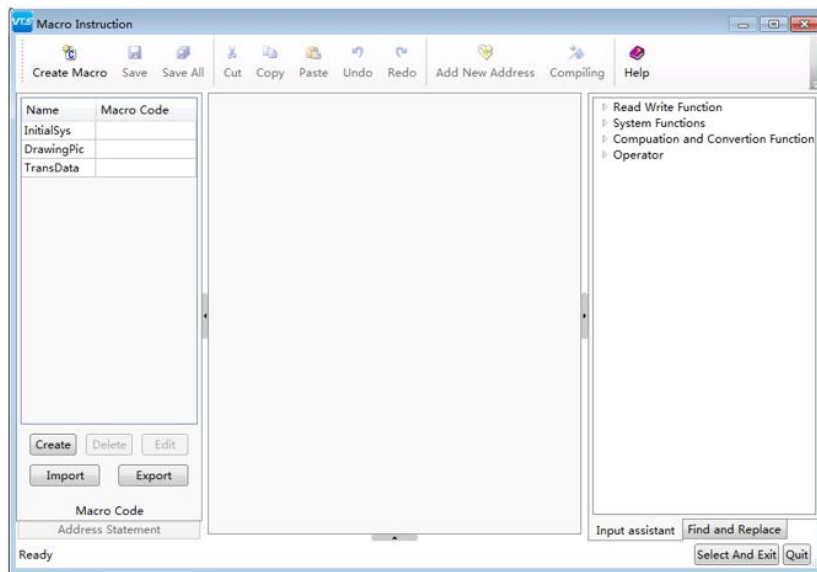 VTS Macro Instruction
Create Macro Save Save All Cut Copy Paste Undo Redo Add New Address Compiling Help
Name Macro Code
InitialSys
DrawingPic
TransData
Create Delete Edit
Import Export
Macro Code
Address Statement
Read Write Function
System Functions
Compuation and Convertion Function
Operator
Input assistant Find and Replace
Ready
Select And Exit Quit